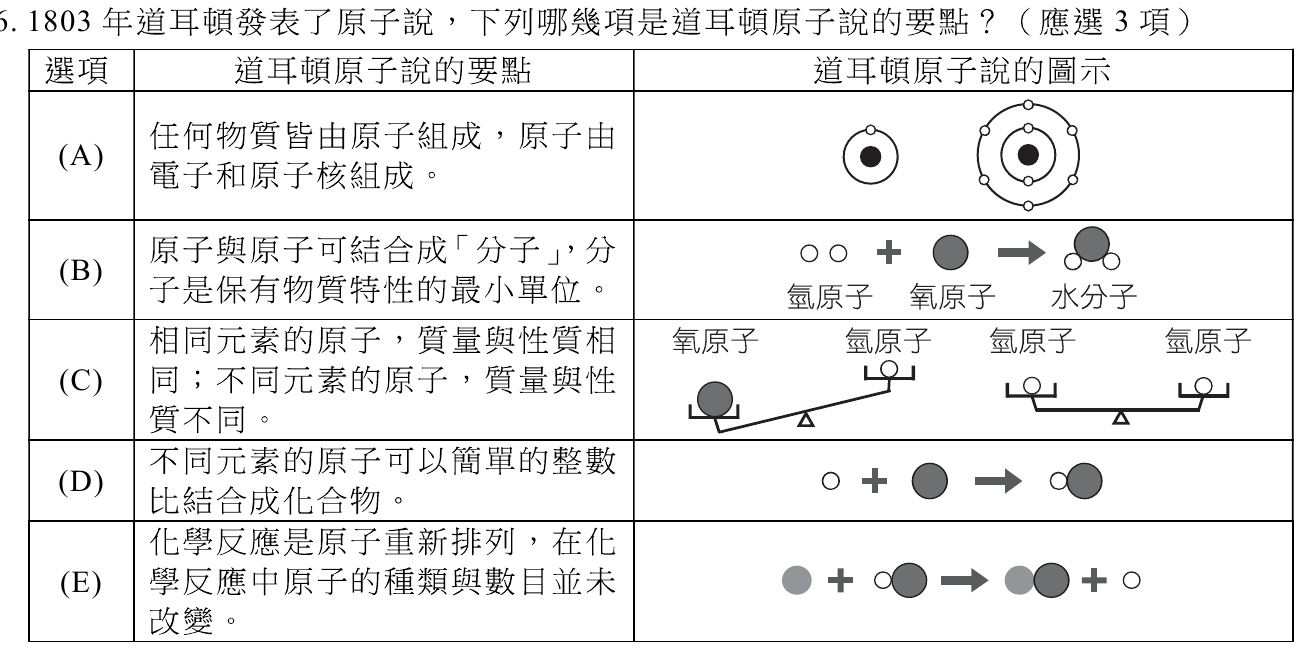 6. 1803 年道耳頓發表了原子說，下列哪幾項是道耳頓原子說的要點？（應選 3 項）
選項 道耳頓原子說的要點 道耳頓原子說的圖示
(A)
任何物質皆由原子組成，原子由
電子和原子核組成。
(B)
原子與原子可結合成「分子」，分
子是保有物質特性的最小單位。
氫原子 氧原子 水分子
(C)
相同元素的原子，質量與性質相
同；不同元素的原子，質量與性
質不同。
氧原子 氫原子 氫原子 氫原子
(D)
不同元素的原子可以簡單的整數
比結合成化合物。
(E)
化學反應是原子重新排列，在化
學反應中原子的種類與數目並未
改變。